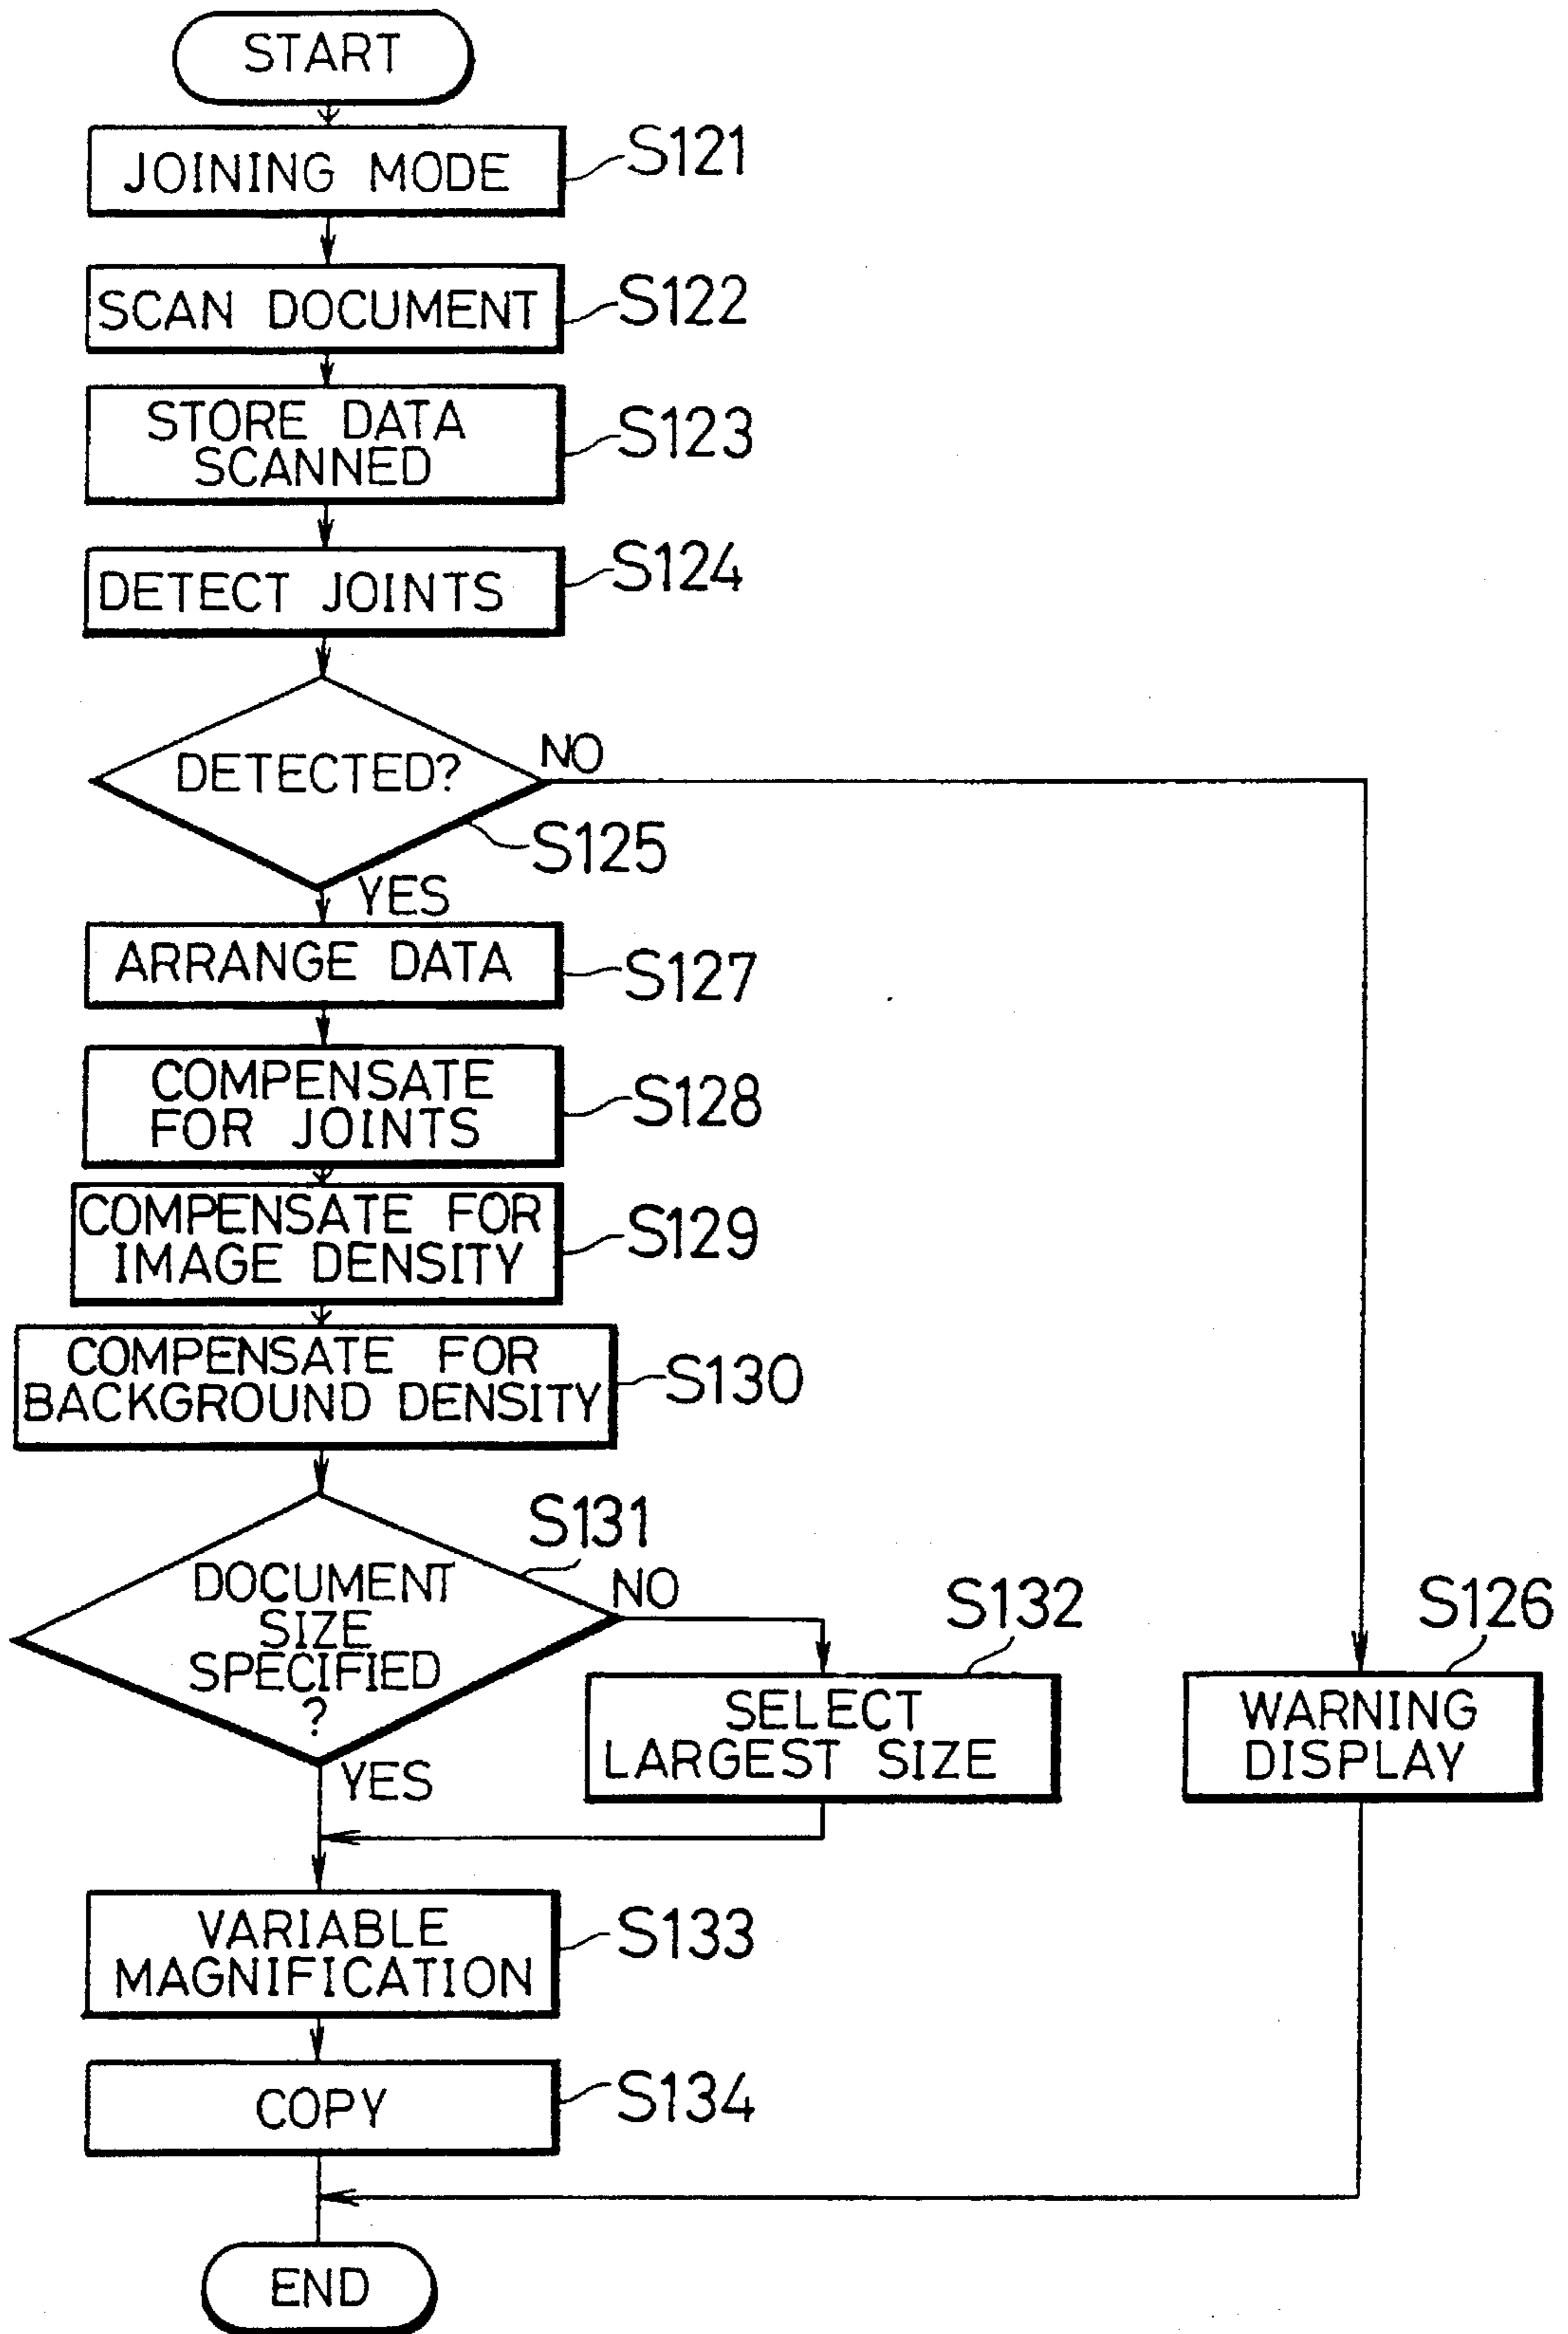 START
JOINING MODE
S121
SCAN DOCUMENT
S122
STORE DATA
SCANNED
S123
DETECT JOINTS
S124
DETECTED?
NO
S125
YES
ARRANGE DATA
S127
COMPENSATE
FOR JOINTS
S128
COMPENSATE FOR
IMAGE DENSITY
S129
COMPENSATE FOR
BACKGROUND DENSITY
S130
S131
DOCUMENT
SIZE
SPECIFIED
?
NO
YES
S132
SELECT
LARGEST SIZE
S126
WARNING
DISPLAY
VARIABLE
MAGNIFICATION
S133
COPY
S134
END